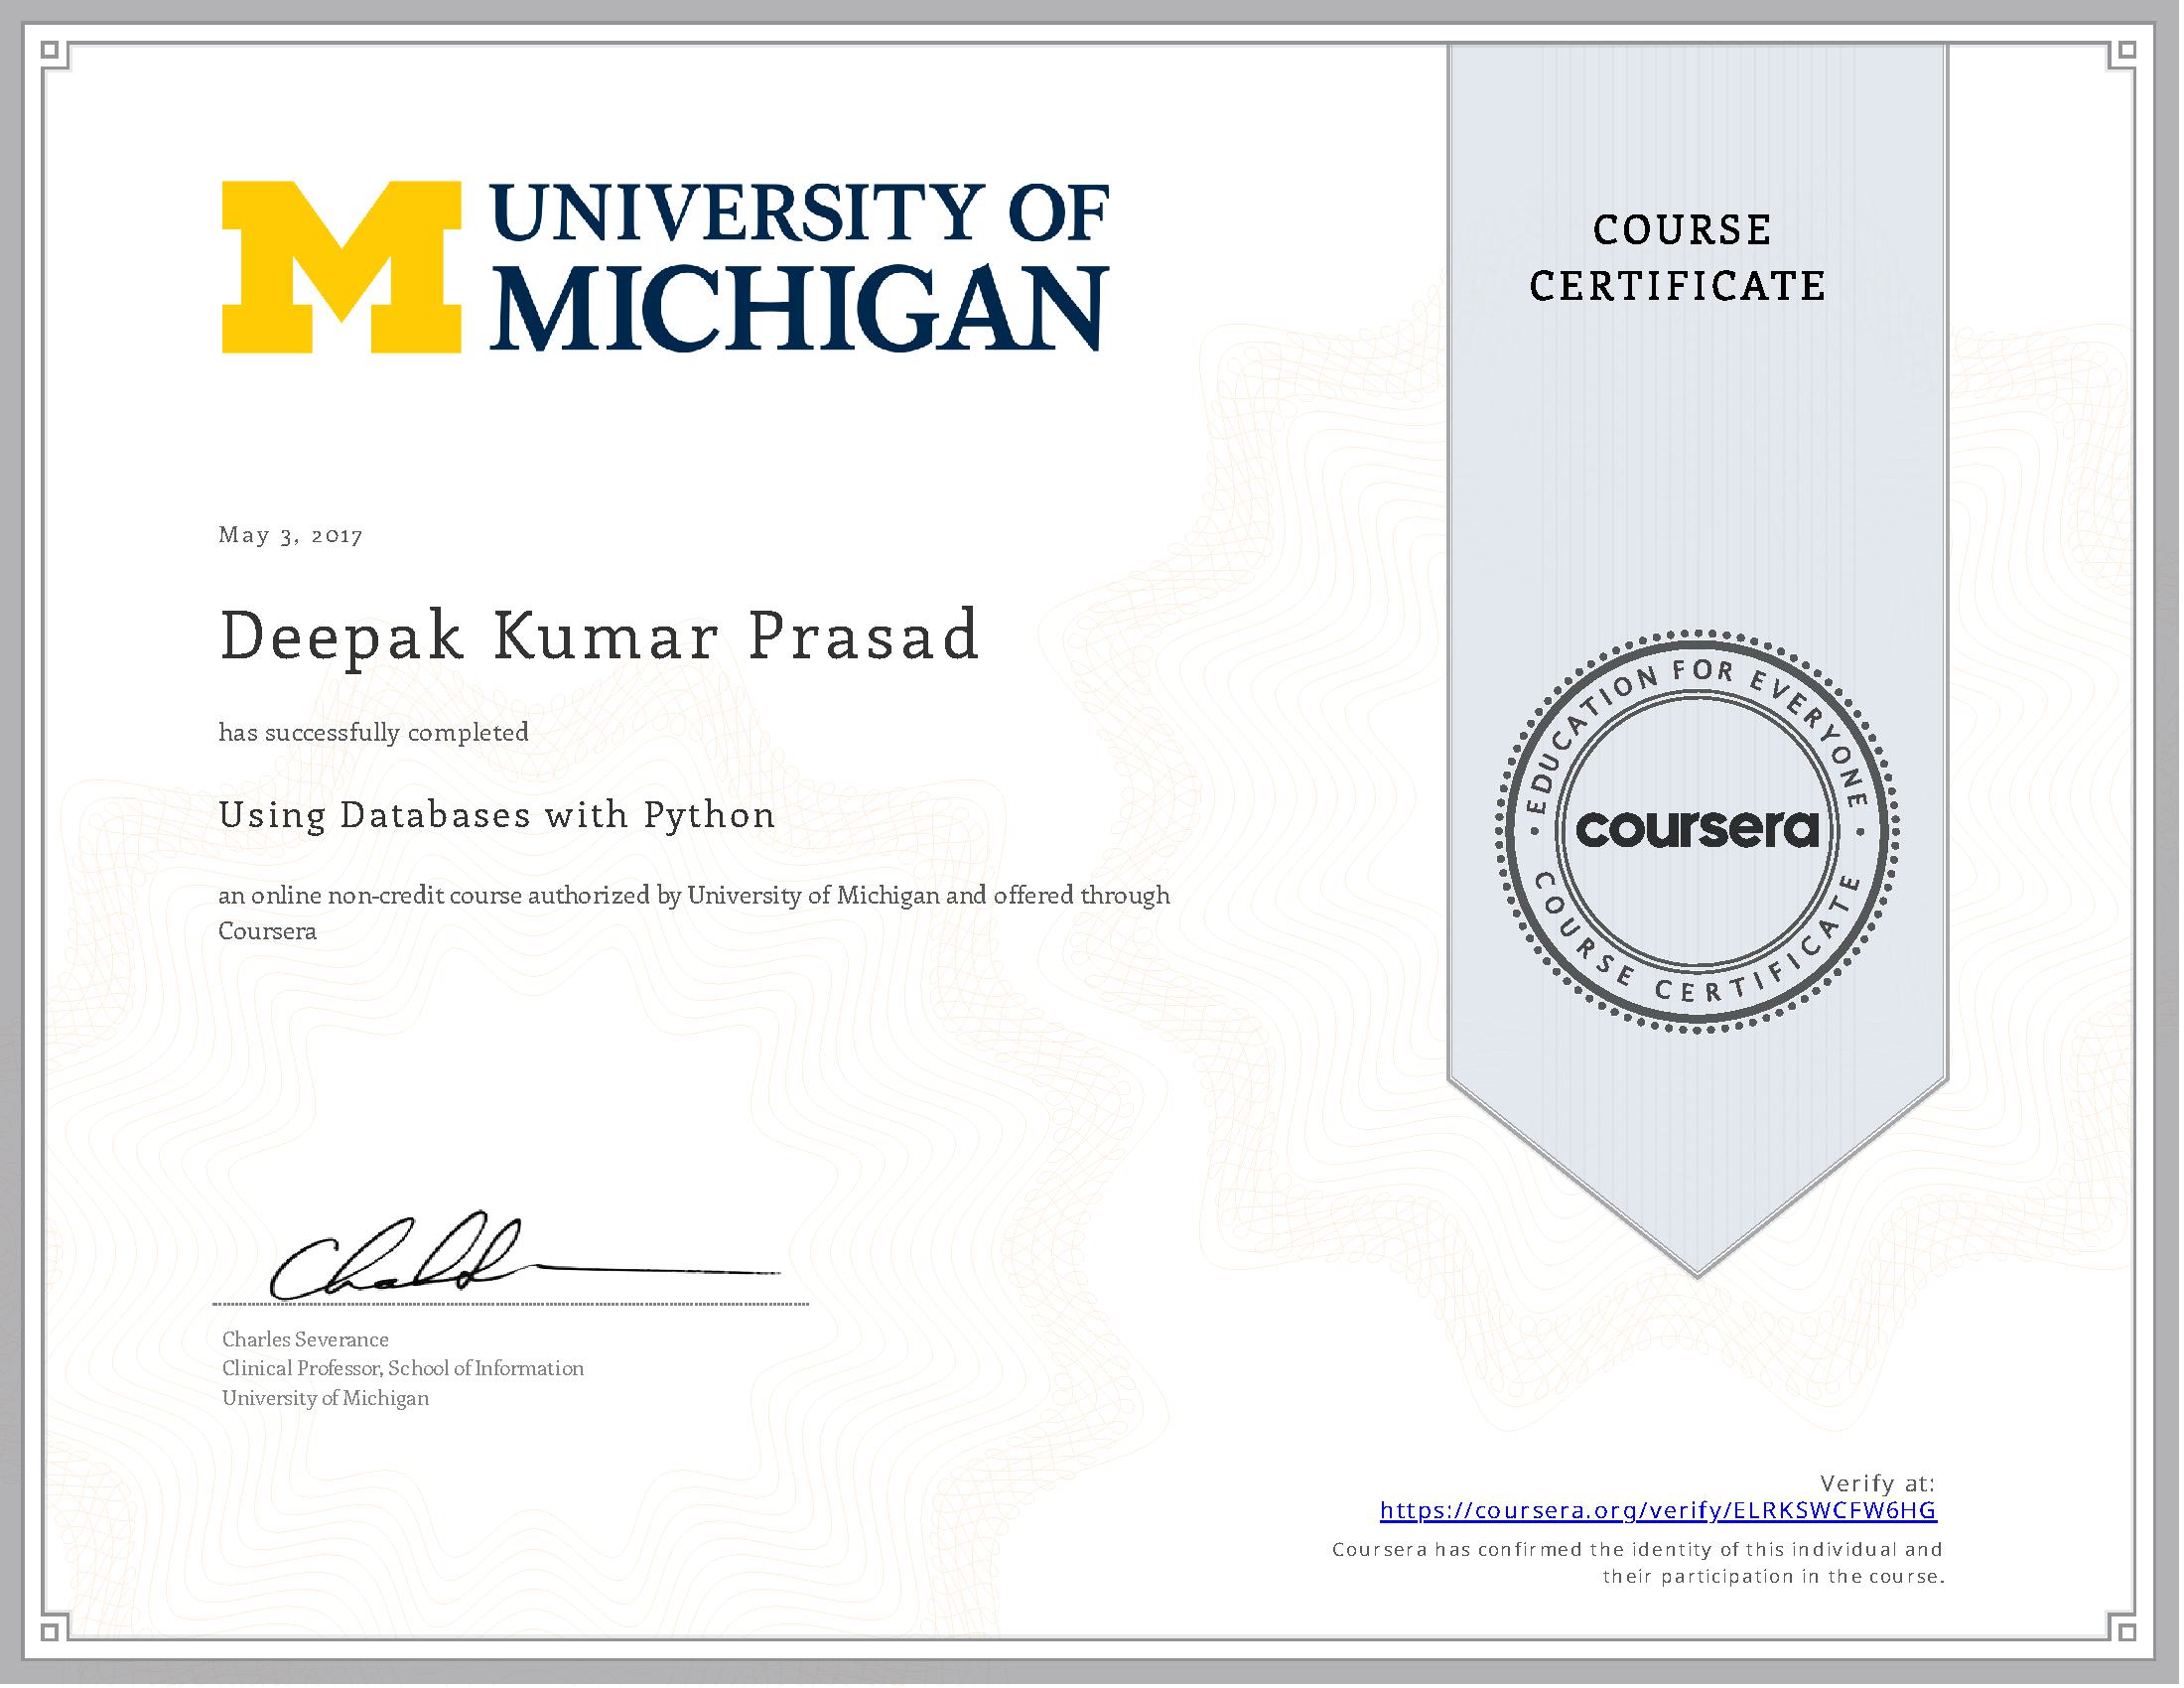 UNIVERSITY OF
MICHIGAN
COURSE
CERTIFICATE
May 3, 2017
Deepak Kumar Prasad
has successfully completed
Using Databases with Python
an online non-credit course authorized by University of Michigan and offered through
Coursera
EDUCATION FOR EVERYONE
coursera
COURSE CERTIFICATE
Charles Severance
Clinical Professor, School of Information
University of Michigan
Verify at:
https://coursera.org/verify/ELRKSWCFW6HG
Coursera has confirmed the identity of this individual and
their participation in the course.